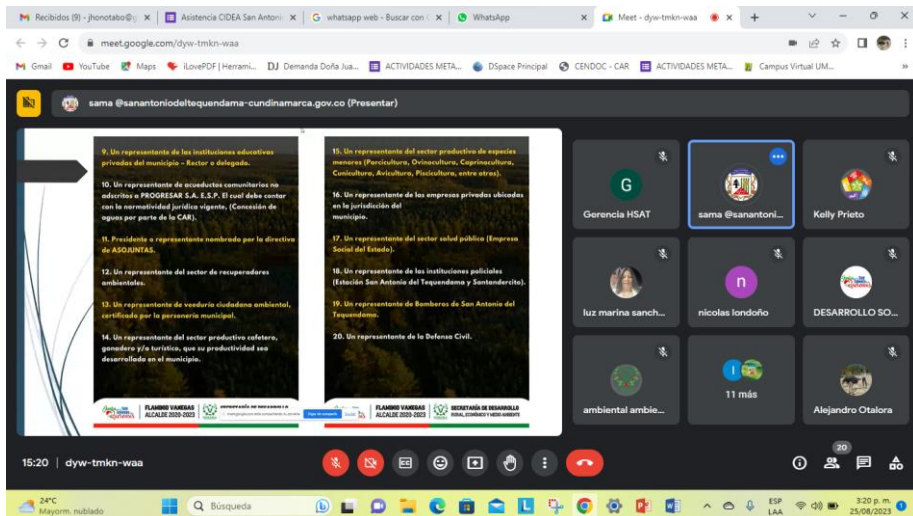 Recibidos (9) - jhonotabo@g
Asistencia CIDEA San Antoni
whatsapp web - Buscar con
WhatsApp
Meet - dyw-tmkn-waa
meet.google.com/dyw-tmkn-waa
Gmail
YouTube
Maps
iLovePDF | Herrami...
Demanda Doña Jua...
ACTIVIDADES META...
DSpace Principal
CENDOC - CAR
ACTIVIDADES META...
Campus Virtual UM...
sama @sanantoniodeltequendama-cundinamarca.gov.co (Presentar)
9. Un representante de las instituciones educativas
privadas del municipio – Rector o delegado.
10. Un representante de acueductos comunitarios no
adscritos a PROGRESAR S.A. E.S.P. El cual debe contar
con la normatividad jurídica vigente, (Concesión de
aguas por parte de la CAR).
11. Presidente o representante nombrado por la directiva
de ASOJUNTAS.
12. Un representante del sector de recuperadores
ambientales.
13. Un representante de veeduría ciudadana ambiental,
certificado por la personería municipal.
14. Un representante del sector productivo cafetero,
ganadero y/o turístico, que su productividad sea
desarrollada en el municipio.
FLAMINIO VANEGAS
ALCALDE 2020-2023
15. Un representante del sector productivo de especies
menores (Porcicultura, Ovinocultura, Caprinocultura,
Cunicultura, Avicultura, Piscicultura, entre otros).
16. Un representante de las empresas privadas ubicadas
en la jurisdicción del
municipio.
17. Un representante del sector salud pública (Empresa
Social del Estado).
18. Un representante de las instituciones policiales
(Estación San Antonio del Tequendama y Santandercito).
19. Un representante de Bomberos de San Antonio del
Tequendama.
20. Un representante de la Defensa Civil.
FLAMINIO VANEGAS
ALCALDE 2020-2023
SECRETARÍA DE DESARROLLO
RURAL, ECONÓMICO Y MEDIO AMBIENTE
G
Gerencia HSAT
sama @sanantoni...
Kelly Prieto
luz marina sanch...
n
nicolas londoño
DESARROLLO SO...
ambiental ambie...
I
11 más
Alejandro Otalora
15:20 | dyw-tmkn-waa
20
24°C
Mayorm. nublado
Búsqueda
ESP
LAA
3:20 p. m.
25/08/2023